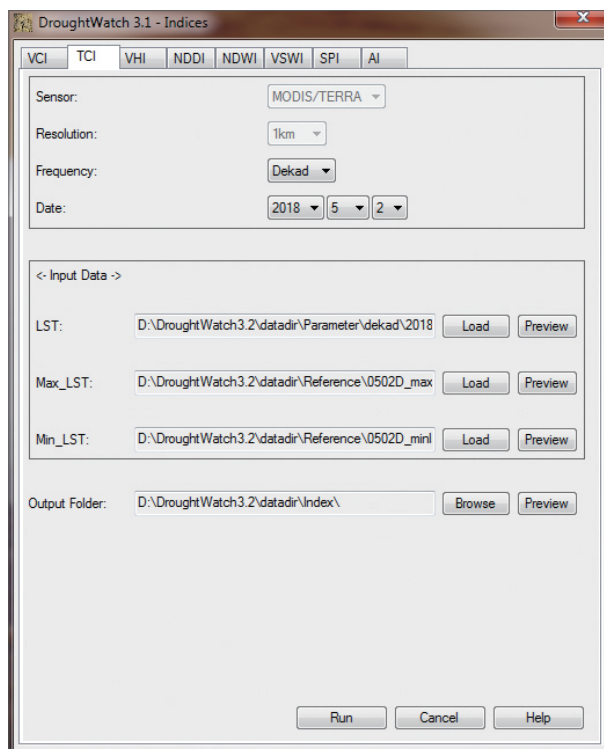 DroughtWatch 3.1 - Indices
VCI TCI VHI NDDI NDWI VSWI SPI AI
Sensor: MODIS/TERRA
Resolution: 1km
Frequency: Dekad
Date: 2018 5 2
<- Input Data ->
LST: D:\DroughtWatch3.2\datadir\Parameter\dekad\2018 Load Preview
Max_LST: D:\DroughtWatch3.2\datadir\Reference\0502D_max Load Preview
Min_LST: D:\DroughtWatch3.2\datadir\Reference\0502D_minl Load Preview
Output Folder: D:\DroughtWatch3.2\datadir\Index\ Browse Preview
Run Cancel Help